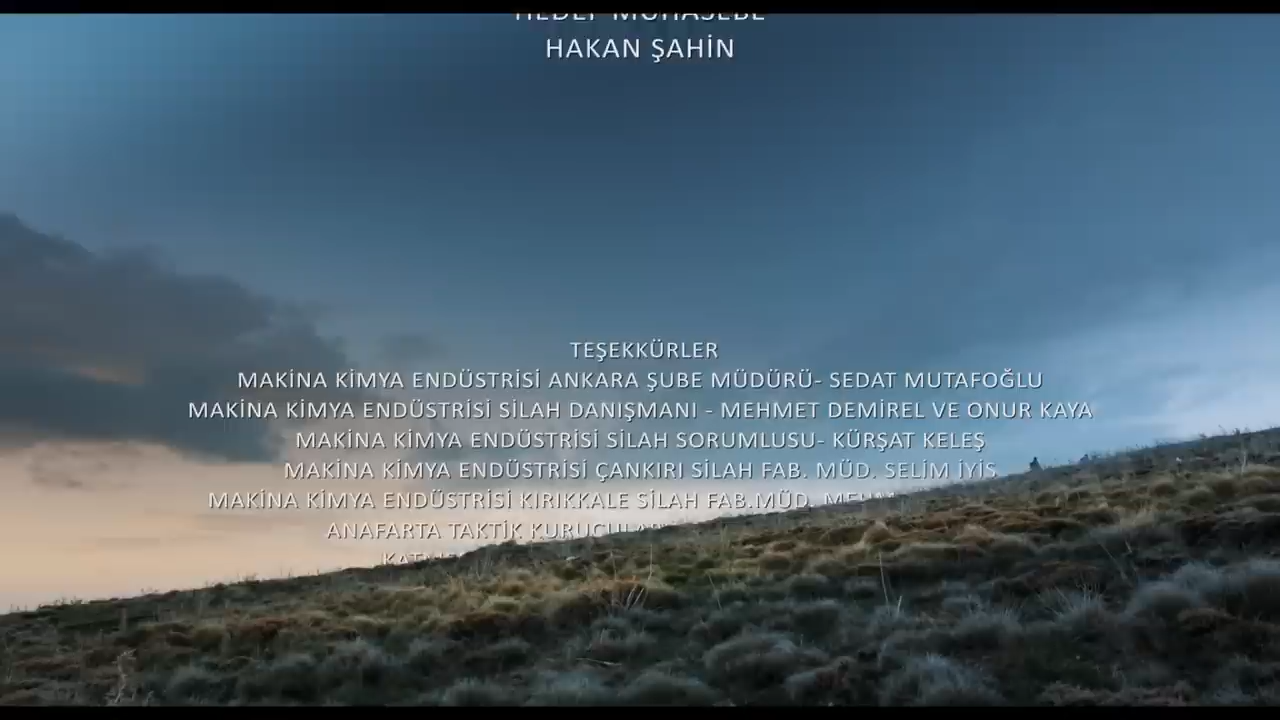 HEDEF MUHASEBE
HAKAN ŞAHİN
TEŞEKKÜRLER
MAKİNA KİMYA ENDÜSTRİSİ ANKARA ŞUBE MÜDÜRÜ- SEDAT MUTAFOĞLU
MAKİNA KİMYA ENDÜSTRİSİ SİLAH DANIŞMANI - MEHMET DEMİREL VE ONUR KAYA
MAKİNA KİMYA ENDÜSTRİSİ SİLAH SORUMLUSU- KÜRŞAT KELEŞ
MAKİNA KİMYA ENDÜSTRİSİ ÇANKIRI SİLAH FAB. MÜD. SELİM İYİS
MAKİNA KİMYA ENDÜSTRİSİ KIRIKKALE SİLAH FAB.MÜD.
ANAFARTA TAKTİK